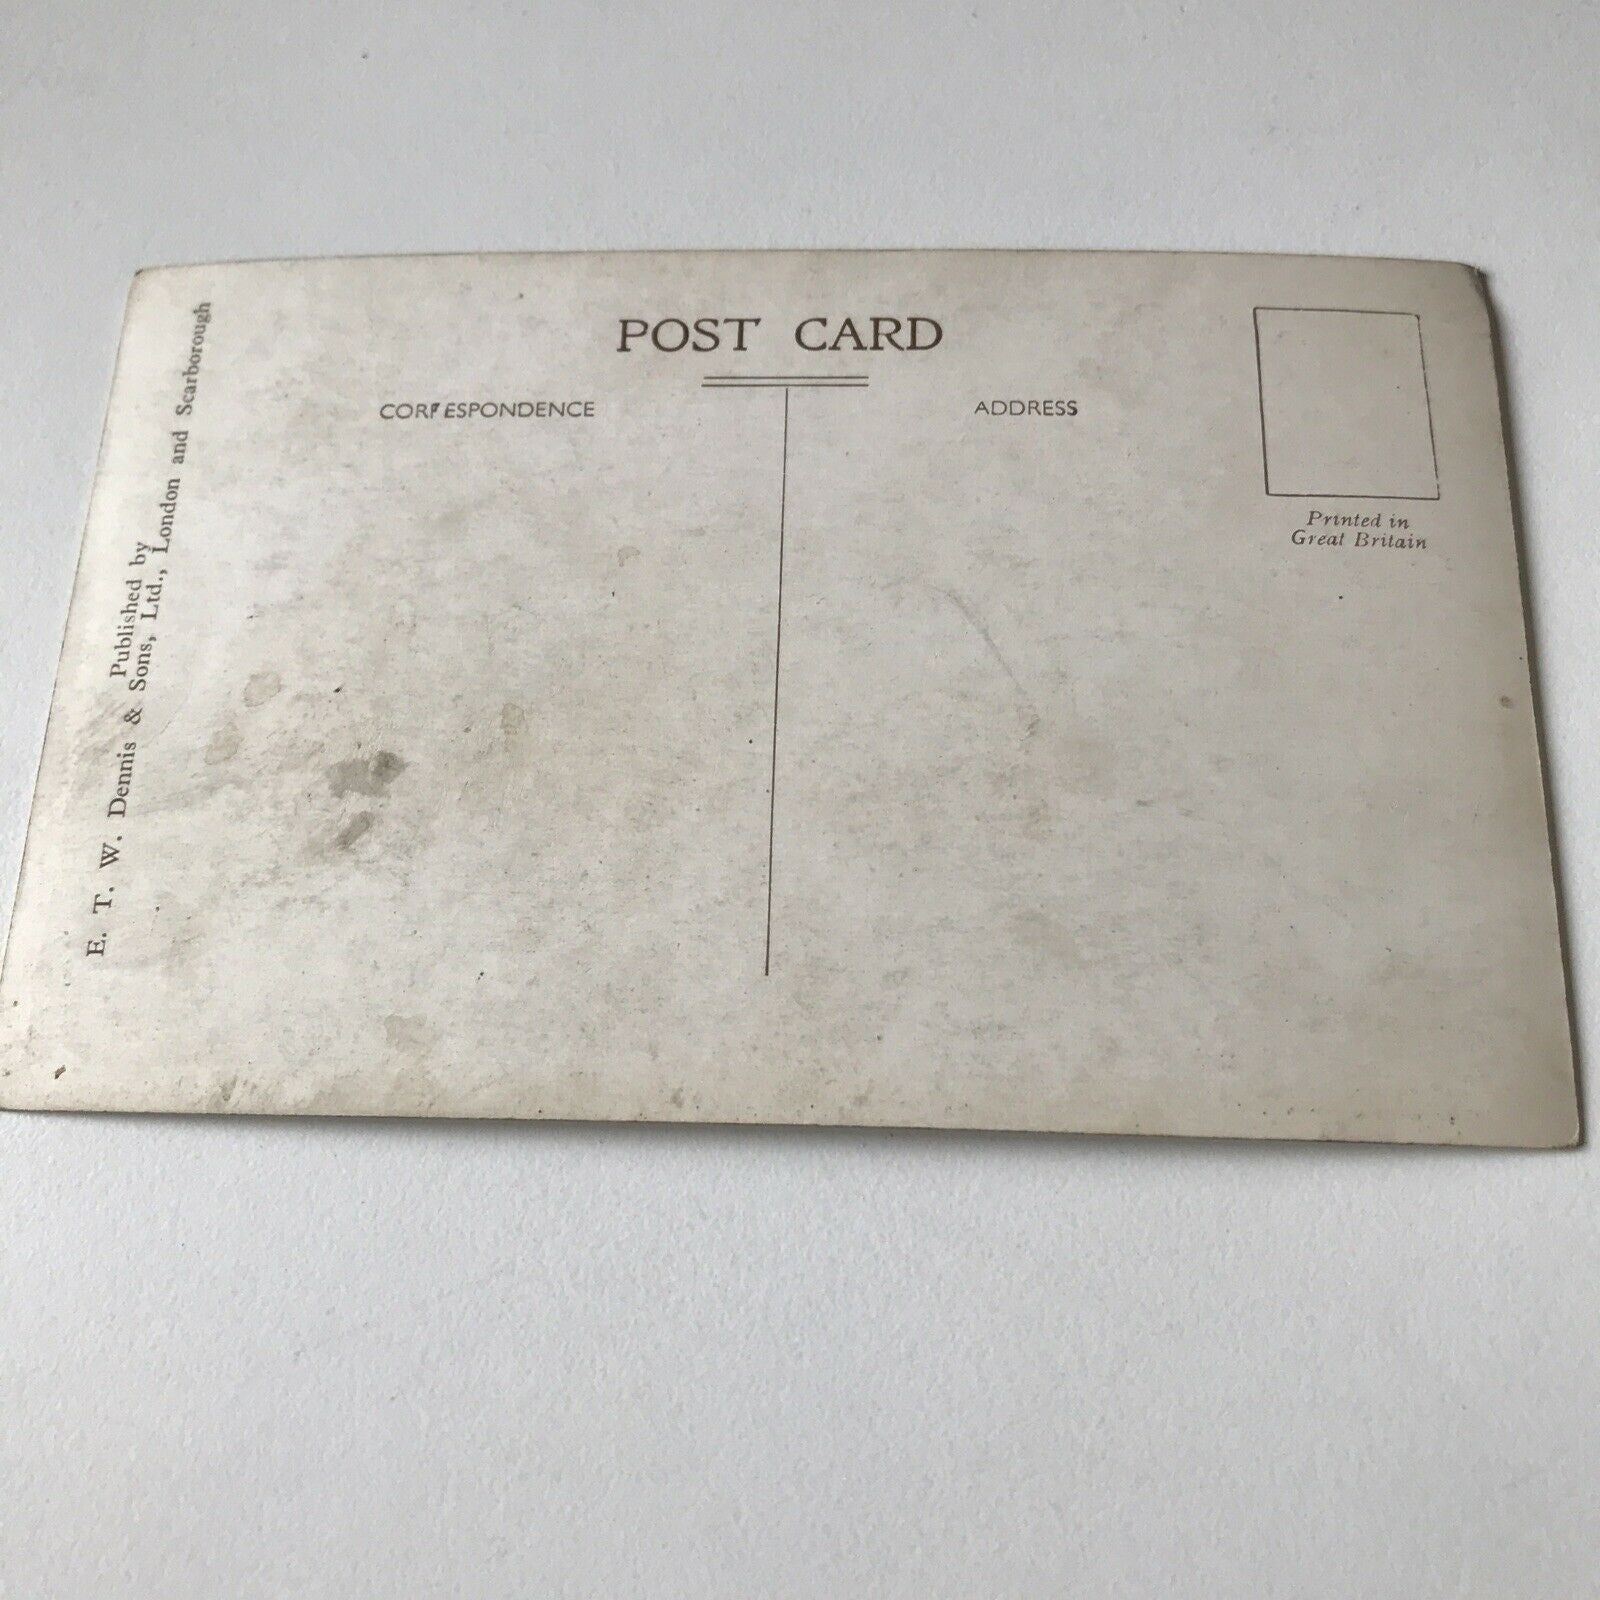 POST CARD
CORRESPONDENCE
ADDRESS
Printed in
Great Britain
Published by
E. T. W. Dennis & Sons, Ltd., London and Scarborough